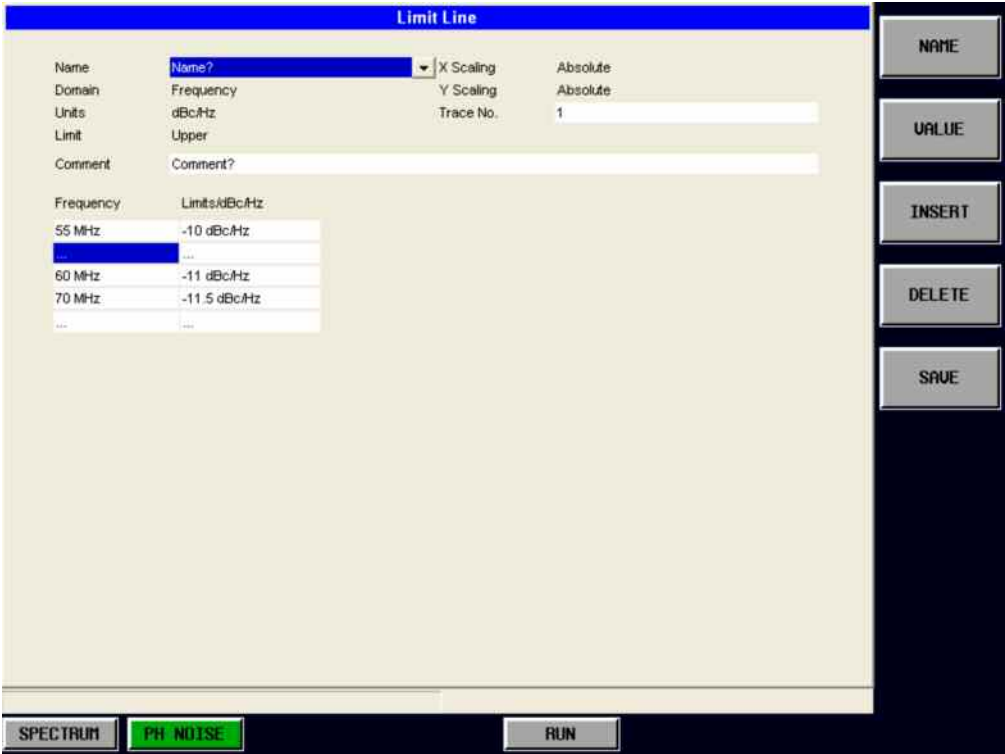 Limit Line
Name Name? X Scaling Absolute
Domain Frequency Y Scaling Absolute
Units dBc/Hz Trace No. 1
Limit Upper
Comment Comment?
Frequency Limits/dBc/Hz
55 MHz -10 dBc/Hz
... ...
60 MHz -11 dBc/Hz
70 MHz -11.5 dBc/Hz
... ...
NAME
VALUE
INSERT
DELETE
SAVE
SPECTRUM PH NOISE RUN